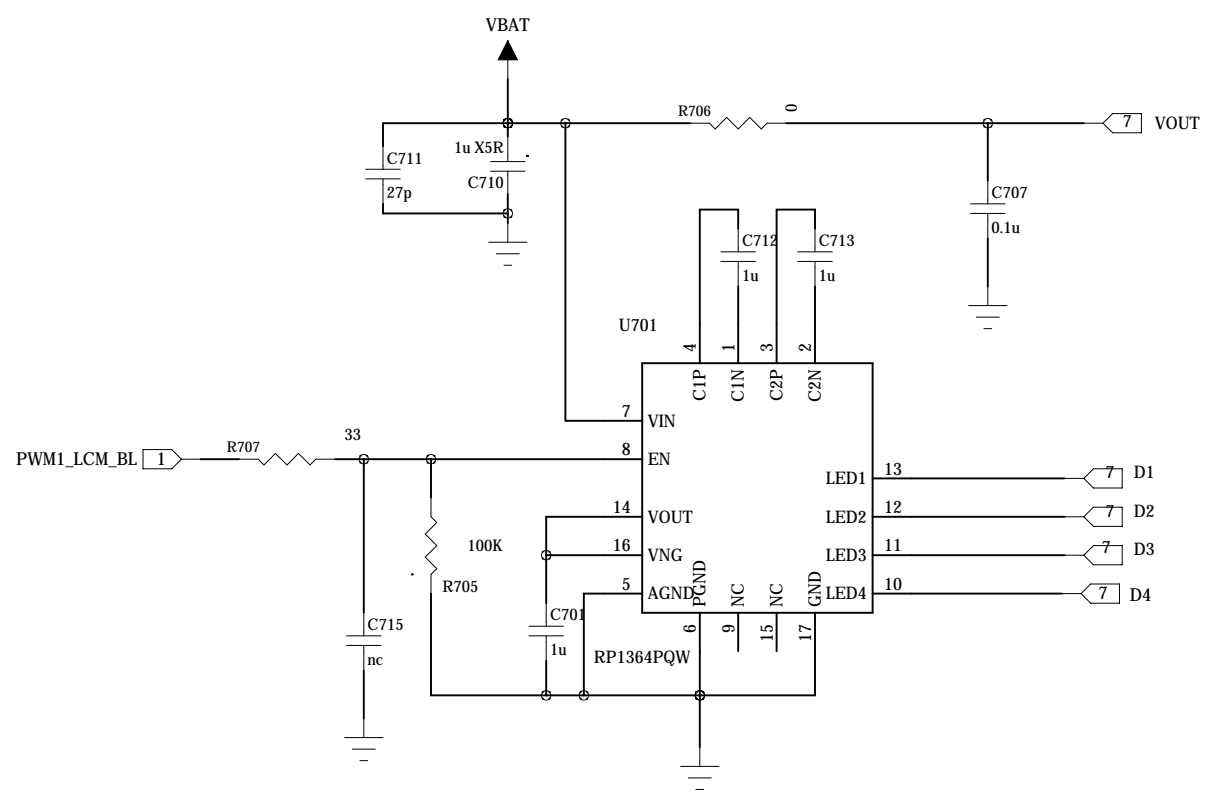 VBAT
R706
0
7
VOUT
1u X5R
C711
C710
27p
C707
0.1u
C712
C713
1u
1u
U701
4
1
3
2
C1P
C1N
C2P
C2N
7
VIN
PWM1_LCM_BL
1
R707
33
8
EN
13
LED1
7
D1
14
VOUT
12
LED2
7
D2
100K
16
VNG
11
LED3
7
D3
R705
5
AGND
PGND
NC
NC
GND
LED4
10
7
D4
C701
1u
6
9
15
17
C715
nc
RP1364PQW